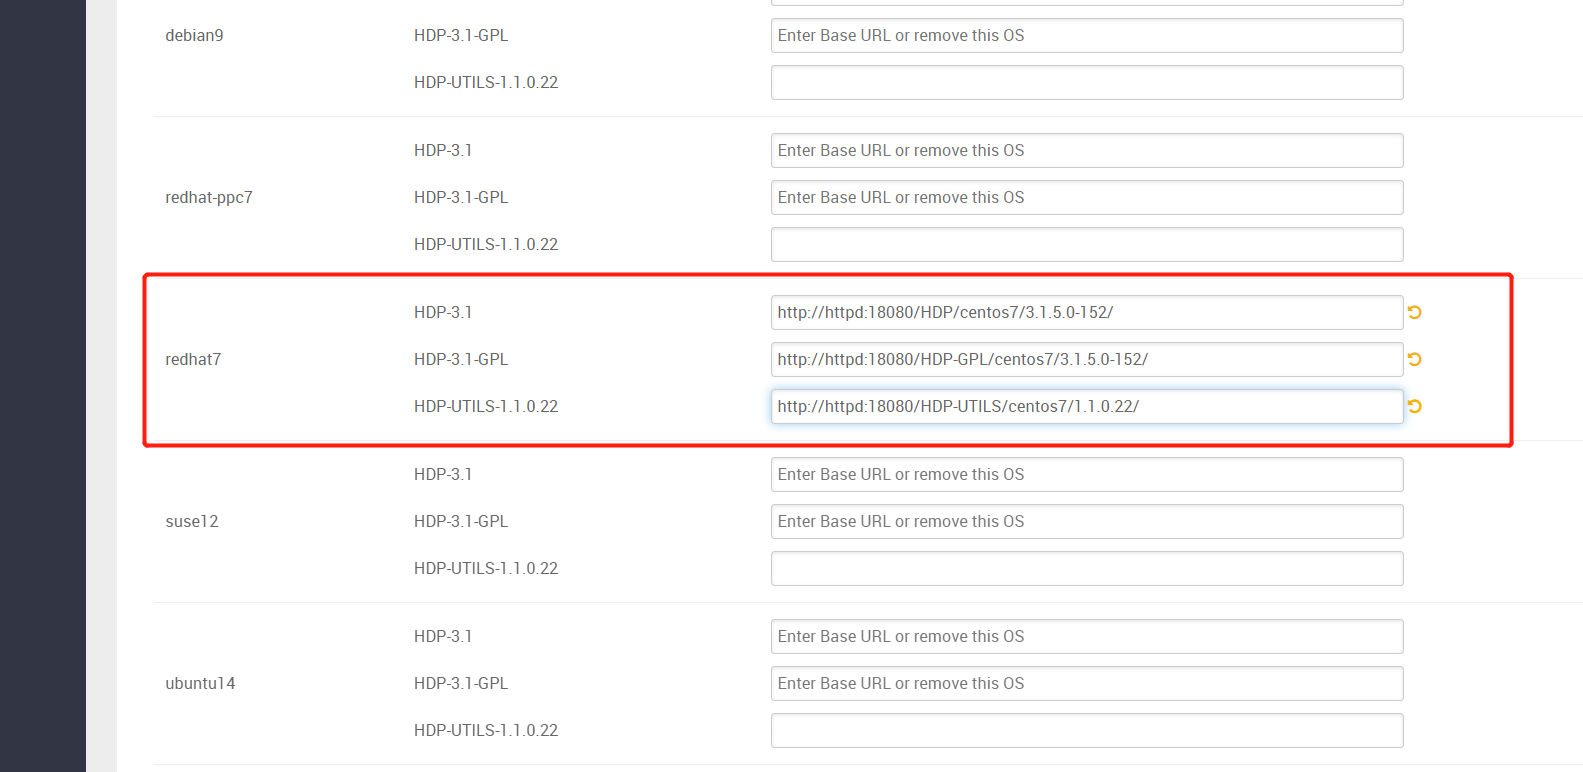 debian9 HDP-3.1-GPL Enter Base URL or remove this OS
HDP-UTILS-1.1.0.22
HDP-3.1 Enter Base URL or remove this OS
redhat-ppc7 HDP-3.1-GPL Enter Base URL or remove this OS
HDP-UTILS-1.1.0.22
HDP-3.1 http://httpd:18080/HDP/centos7/3.1.5.0-152/
redhat7 HDP-3.1-GPL http://httpd:18080/HDP-GPL/centos7/3.1.5.0-152/
HDP-UTILS-1.1.0.22 http://httpd:18080/HDP-UTILS/centos7/1.1.0.22/
HDP-3.1 Enter Base URL or remove this OS
suse12 HDP-3.1-GPL Enter Base URL or remove this OS
HDP-UTILS-1.1.0.22
HDP-3.1 Enter Base URL or remove this OS
ubuntu14 HDP-3.1-GPL Enter Base URL or remove this OS
HDP-UTILS-1.1.0.22